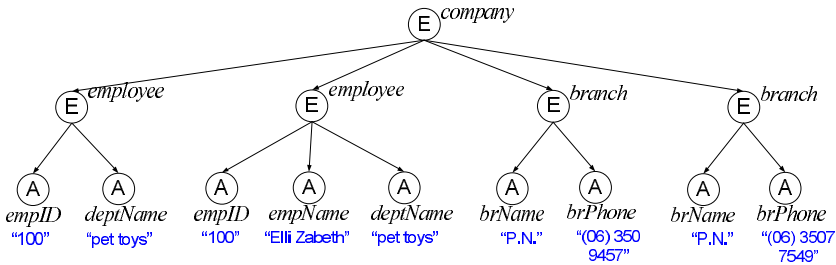 E company
E employee
E employee
E branch
E branch
A
A
A
A
A
A
A
A
A
empID
deptName
empID
empName
deptName
brName
brPhone
brName
brPhone
“100”
“pet toys”
“100”
“Elli Zabeth”
“pet toys”
“P.N.”
“(06) 350
9457”
“P.N.”
“(06) 3507
7549”